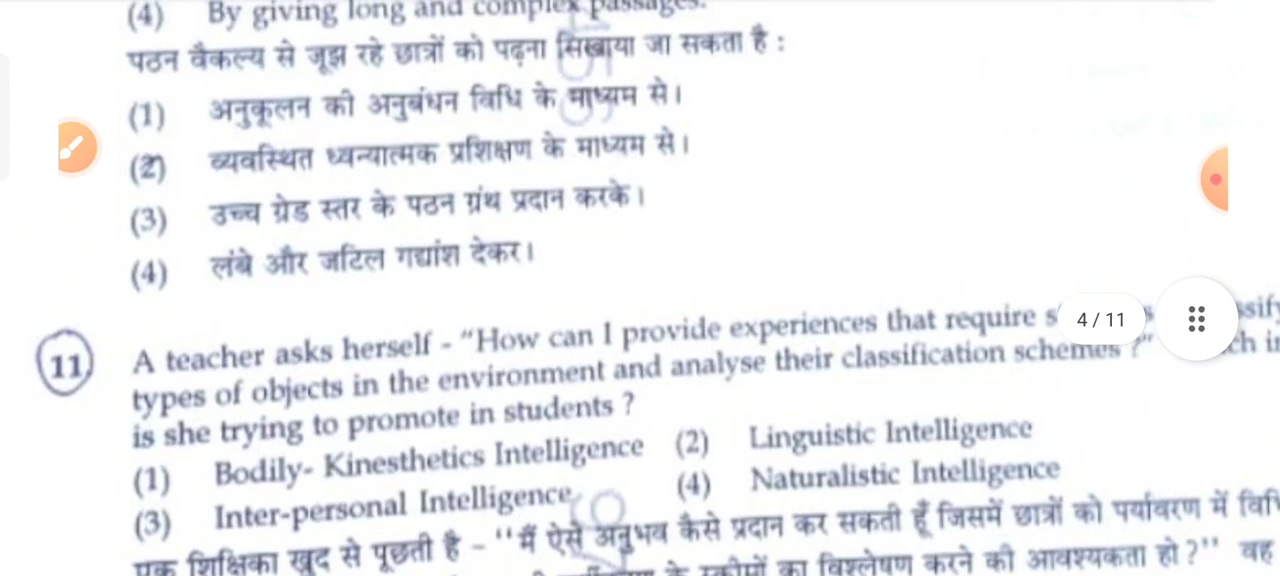 (4) By giving long and complex passages.
पठन वैकल्य से जूझ रहे छात्रों को पढ़ना सिखाया जा सकता है :
(1) अनुकूलन की अनुबंधन विधि के माध्यम से।
(2) व्यवस्थित ध्वन्यात्मक प्रशिक्षण के माध्यम से।
(3) उच्च ग्रेड स्तर के पठन ग्रंथ प्रदान करके।
(4) लंबे और जटिल गद्यांश देकर।
4 / 11
11 A teacher asks herself - "How can I provide experiences that require
types of objects in the environment and analyse their classification schemes ?"
is she trying to promote in students ?
(1) Bodily- Kinesthetics Intelligence (2) Linguistic Intelligence
(3) Inter-personal Intelligence (4) Naturalistic Intelligence
एक शिक्षिका खुद से पूछती है - "मैं ऐसे अनुभव कैसे प्रदान कर सकती हूँ जिसमें छात्रों को पर्यावरण में
के स्कीमों का विश्लेषण करने की आवश्यकता हो?" वह